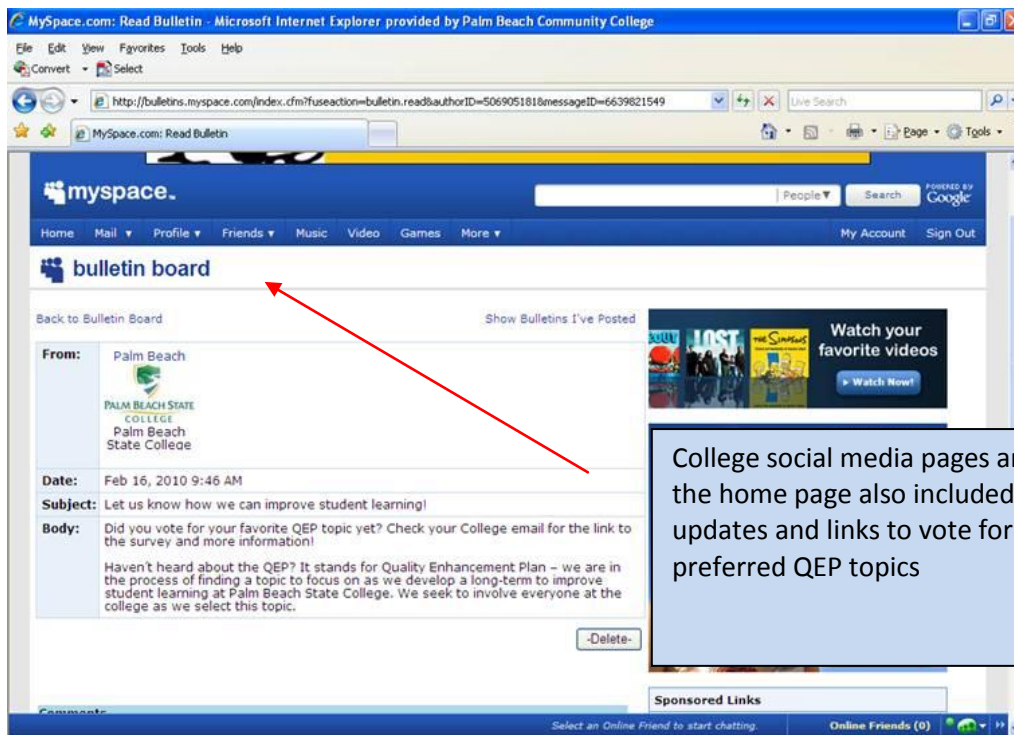 MySpace.com: Read Bulletin - Microsoft Internet Explorer provided by Palm Beach Community College
File Edit View Favorites Tools Help
Convert Select
http://bulletins.myspace.com/index.cfm?fuseaction=bulletin.read&authorID=506905181&messageID=6639821549
Live Search
MySpace.com: Read Bulletin
Page Tools
myspace.
People Search POWERED BY Google
Home Mail Profile Friends Music Video Games More My Account Sign Out
bulletin board
Back to Bulletin Board Show Bulletins I've Posted
From: Palm Beach
PALM BEACH STATE
COLLEGE
Palm Beach
State College
Date: Feb 16, 2010 9:46 AM
Subject: Let us know how we can improve student learning!
Body: Did you vote for your favorite QEP topic yet? Check your College email for the link to
the survey and more information!
Haven't heard about the QEP? It stands for Quality Enhancement Plan – we are in
the process of finding a topic to focus on as we develop a long-term to improve
student learning at Palm Beach State College. We seek to involve everyone at the
college as we select this topic.
-Delete-
Comments
LOST THE SIMPSONS
Watch your
favorite videos
Watch Now!
College social media pages
the home page also included
updates and links to vote for
preferred QEP topics
Sponsored Links
Select an Online Friend to start chatting.
Online Friends (0)